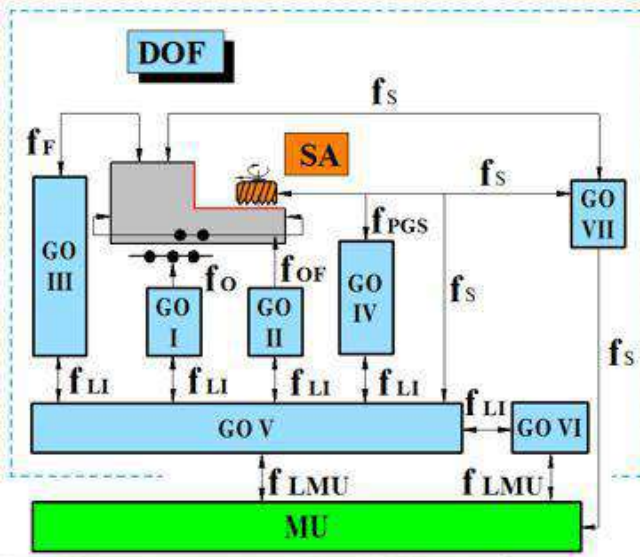 DOF
fS
fF
SA
fS
GO VII
fPGS
GO III
fO
fOF
GO IV
fS
GO I
GO II
fS
fLI
fLI
fLI
fLI
fLI
GO V
GO VI
fLMU
fLMU
MU